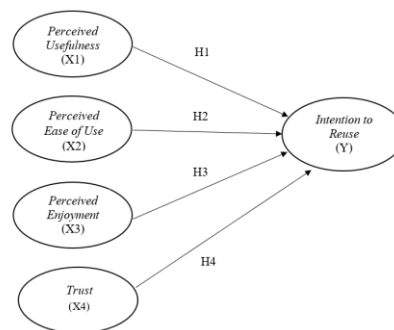 Perceived
Usefulness
(X1)
H1
Perceived
Ease of Use
(X2)
H2
Intention to
Reuse
(Y)
Perceived
Enjoyment
(X3)
H3
H4
Trust
(X4)